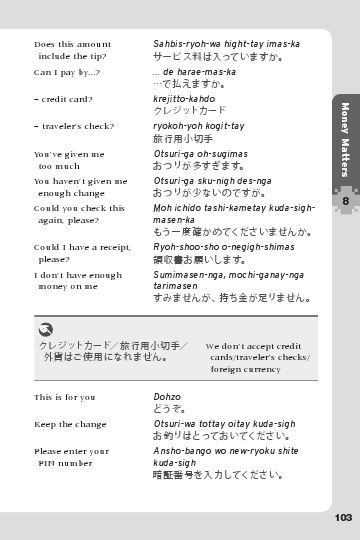 Does this amount
include the tip?
Sahbis-ryoh-wa hight-tay imas-ka
サービス料は入っていますか。
Can I pay by...?
... de harae-mas-ka
…で払えますか。
– credit card?
krejitto-kahdo
クレジットカード
– traveler's check?
ryokoh-yoh kogit-tay
旅行用小切手
You've given me
too much
Otsuri-ga oh-sugimas
おつりが多すぎます。
You haven't given me
enough change
Otsuri-ga sku-nigh des-nga
おつりが少ないのですが。
Could you check this
again, please?
Moh ichido tashi-kametay kuda-sigh-
masen-ka
もう一度確かめてくださいませんか。
Could I have a receipt,
please?
Ryoh-shoo-sho o-negigh-shimas
領収書お願いします。
I don't have enough
money on me
Sumimasen-nga, mochi-ganay-nga
tarimasen
すみませんが、持ち金が足りません。
クレジットカード／旅行用小切手／
外貨はご使用になれません。
We don't accept credit
cards/traveler's checks/
foreign currency
This is for you
Dohzo
どうぞ。
Keep the change
Otsuri-wa tottay oitay kuda-sigh
お釣りはとっておいてください。
Please enter your
PIN number
Ansho-bango wo new-ryoku shite
kuda-sigh
暗証番号を入力してください。
Money Matters
8
103